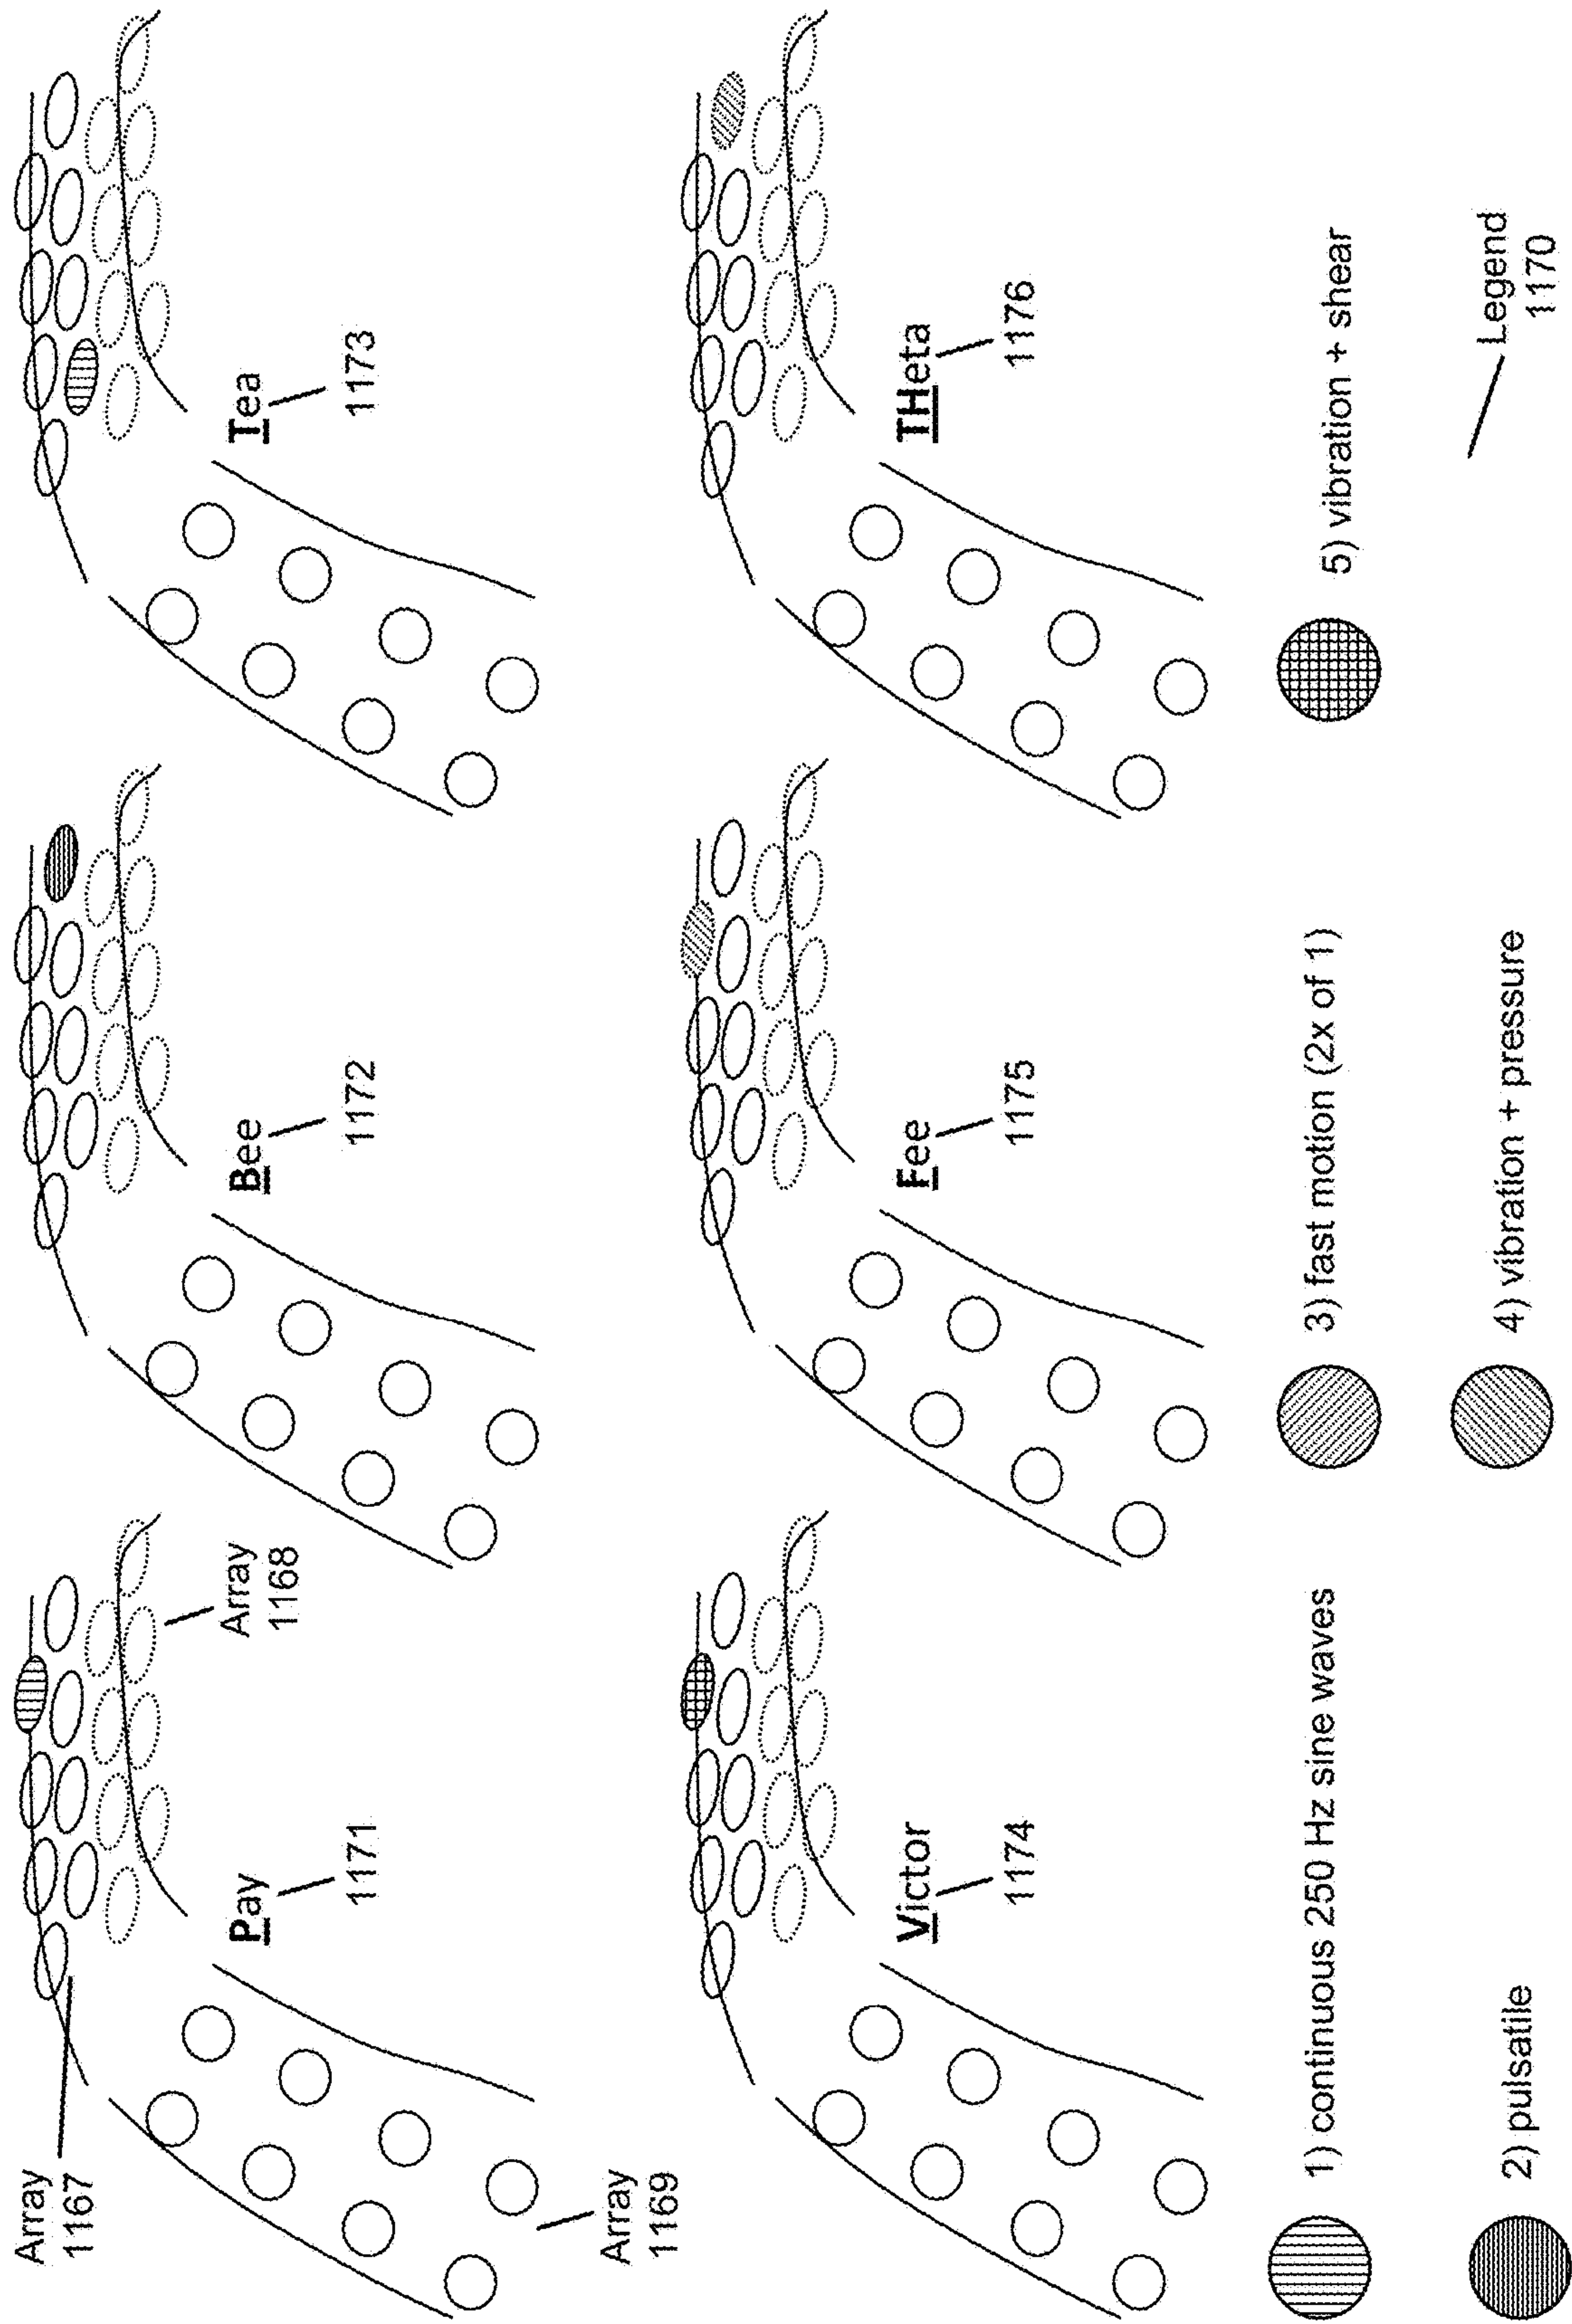 Array
1167
Array
1168
Array
1169
Pay
1171
Bee
1172
Tea
1173
Victor
1174
Fee
1175
THeta
1176
1) continuous 250 Hz sine waves
2) pulsatile
3) fast motion (2x of 1)
4) vibration + pressure
5) vibration + shear
Legend
1170